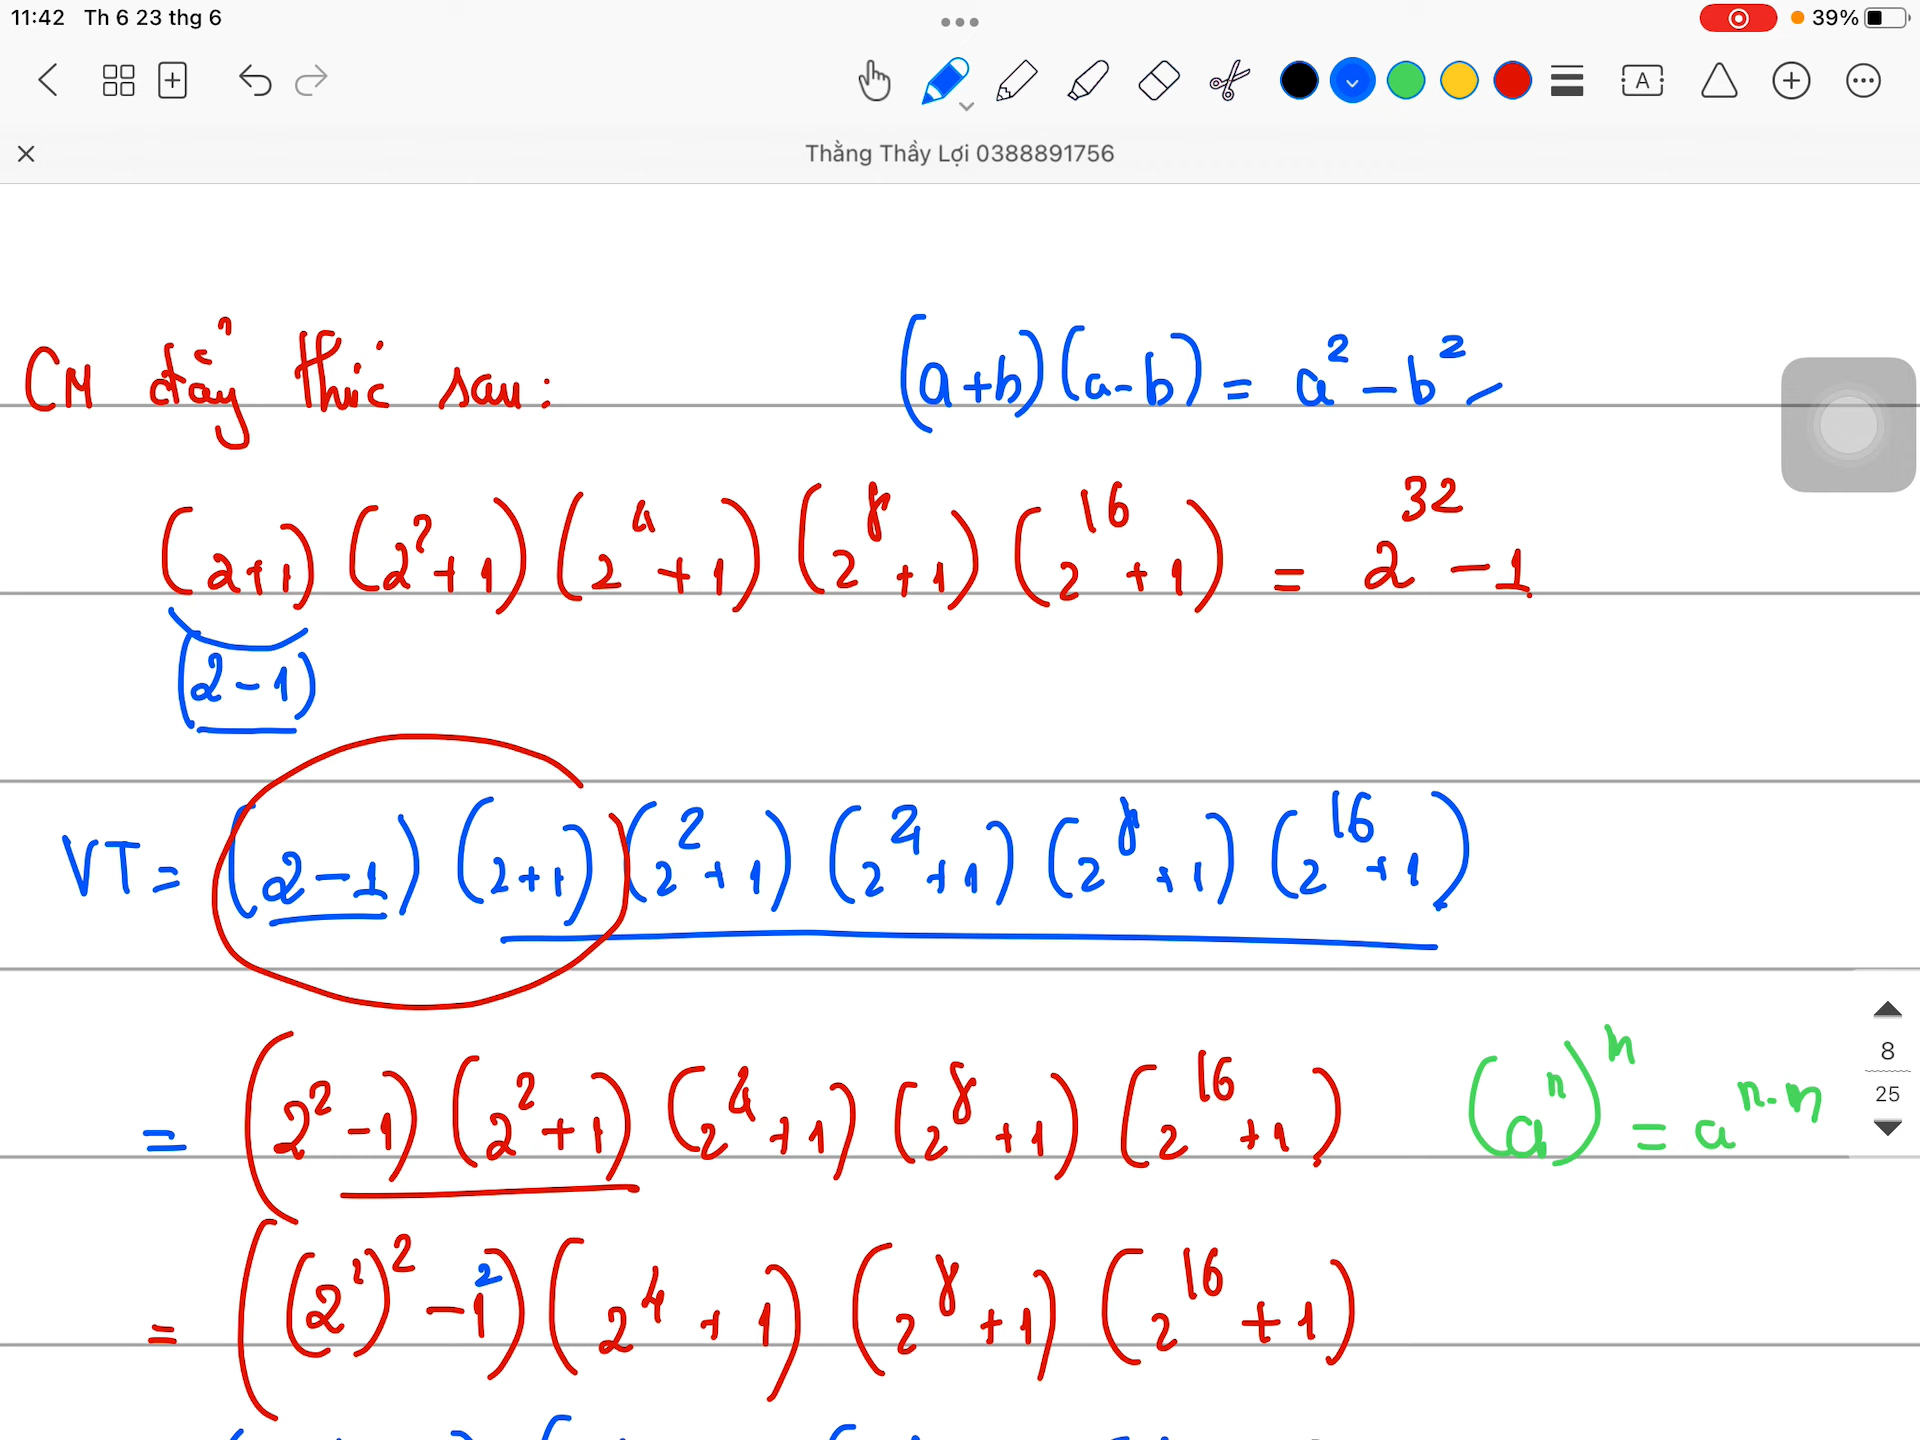 11:42 Th 6 23 thg 6 39%
A
Thằng Thầy Lợi 0388891756
CM đẳng thức sau: (a+b)(a-b) = a² - b²
(2+1)(2²+1)(2⁴+1)(2⁸+1)(2¹⁶+1) = 2³² - 1
(2-1)
VT = (2-1)(2+1)(2²+1)(2⁴+1)(2⁸+1)(2¹⁶+1)
= (2²-1)(2²+1)(2⁴+1)(2⁸+1)(2¹⁶+1) (aⁿ)ᵐ = aⁿ·ᵐ
8
25
= ((2²)² - 1²)(2⁴+1)(2⁸+1)(2¹⁶+1)